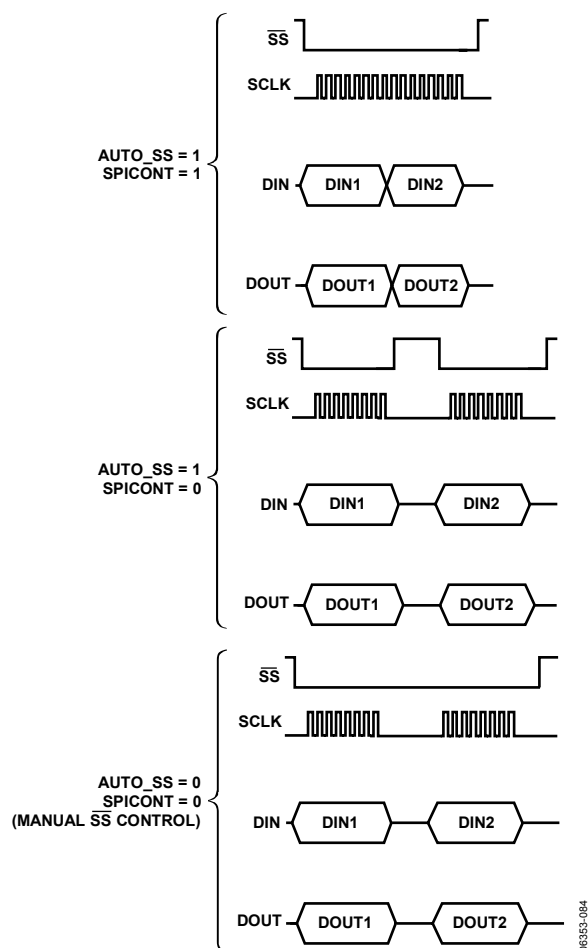 SS
SCLK
AUTO_SS = 1
SPICONT = 1
DIN DIN1 DIN2
DOUT DOUT1 DOUT2
SS
SCLK
AUTO_SS = 1
SPICONT = 0
DIN DIN1 DIN2
DOUT DOUT1 DOUT2
SS
SCLK
AUTO_SS = 0
SPICONT = 0
(MANUAL SS CONTROL)
DIN DIN1 DIN2
DOUT DOUT1 DOUT2
6353-084